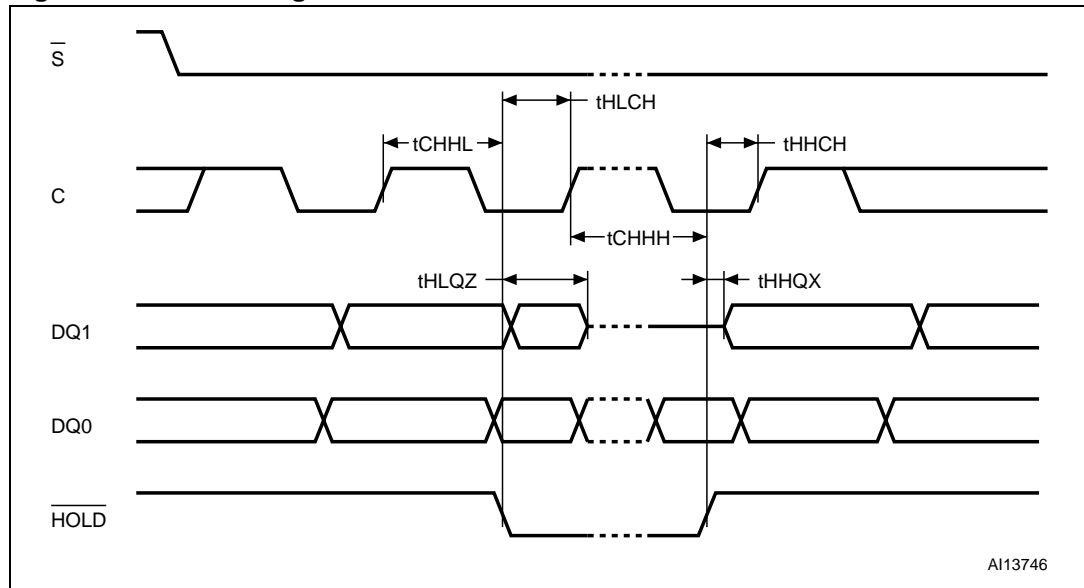 S
tHLCH
tCHHL
tHHCH
C
tCHHH
tHLQZ
tHHQX
DQ1
DQ0
HOLD
AI13746